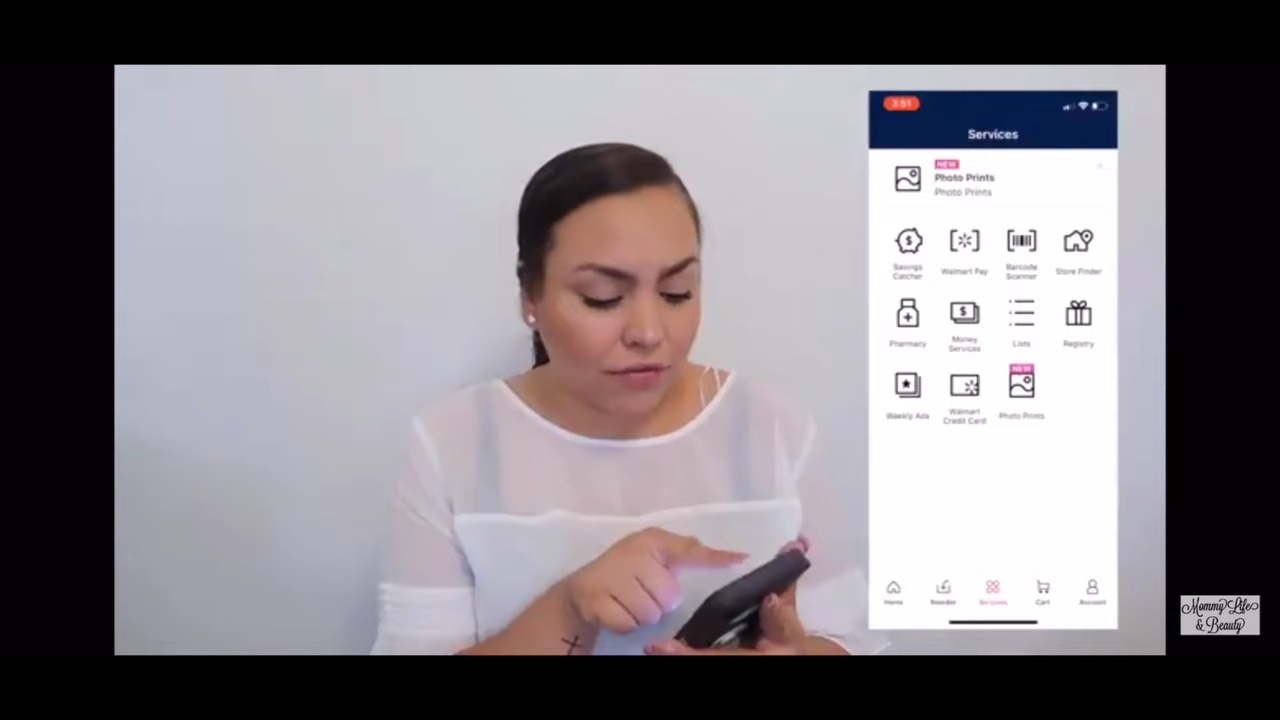 3:51
Services
NEW
Photo Prints
Photo Prints
Savings
Catcher
Walmart Pay
Barcode
Scanner
Store Finder
Pharmacy
Money
Services
Lists
Registry
NEW
Weekly Ads
Walmart
Credit Card
Photo Prints
Home
Reorder
Services
Cart
Account
Mommy Life
& Beauty